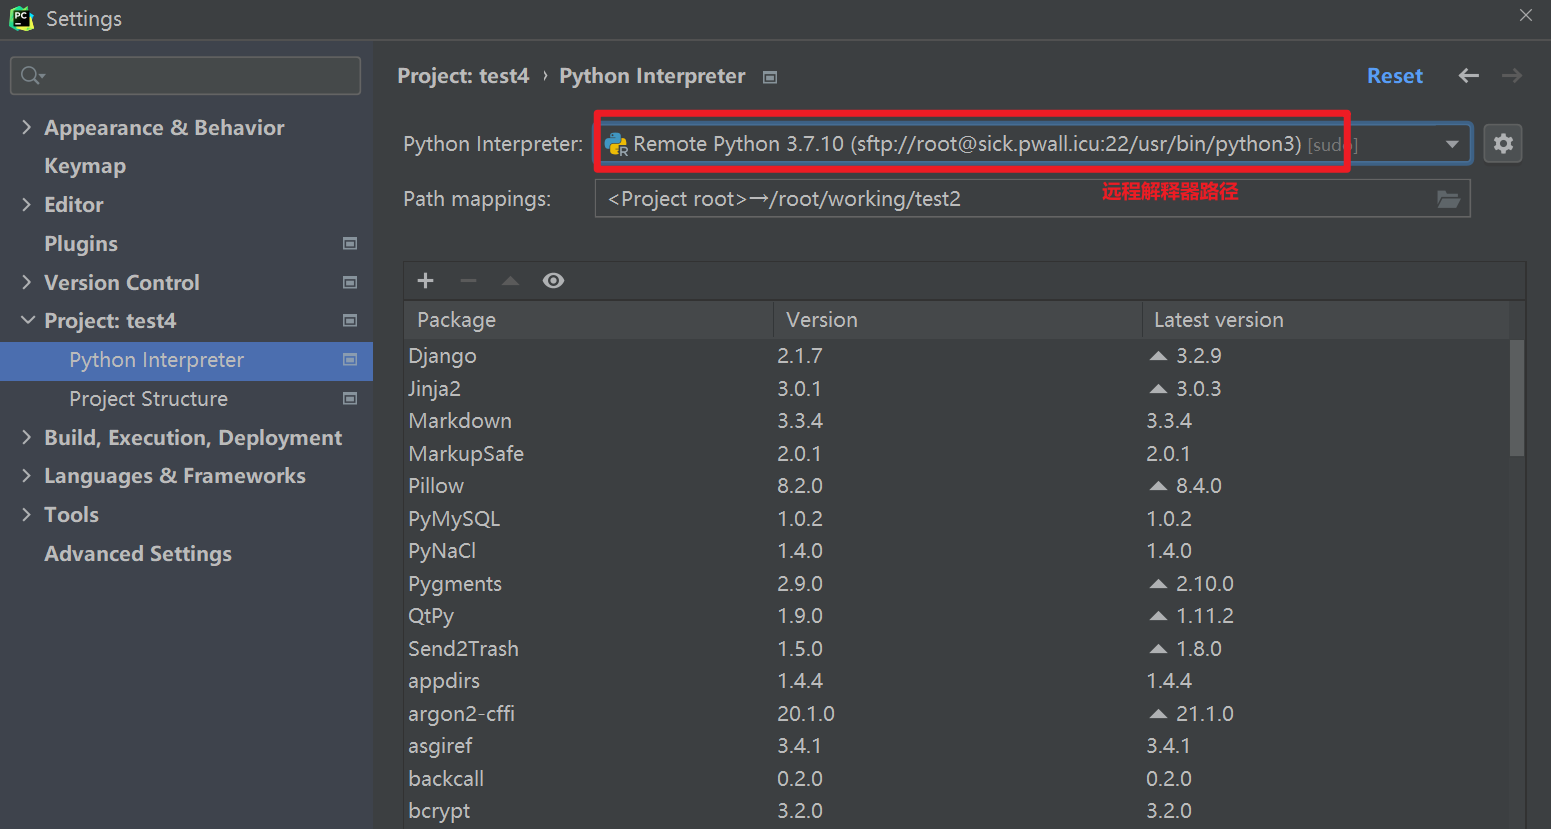 PC
Settings
Project: test4 › Python Interpreter
Reset
Appearance & Behavior
Keymap
Editor
Plugins
Version Control
Project: test4
Python Interpreter
Project Structure
Build, Execution, Deployment
Languages & Frameworks
Tools
Advanced Settings
Python Interpreter: Remote Python 3.7.10 (sftp://root@sick.pwall.icu:22/usr/bin/python3) [sudo]
Path mappings: <Project root>→/root/working/test2
远程解释器路径
Package Version Latest version
Django 2.1.7 3.2.9
Jinja2 3.0.1 3.0.3
Markdown 3.3.4 3.3.4
MarkupSafe 2.0.1 2.0.1
Pillow 8.2.0 8.4.0
PyMySQL 1.0.2 1.0.2
PyNaCl 1.4.0 1.4.0
Pygments 2.9.0 2.10.0
QtPy 1.9.0 1.11.2
Send2Trash 1.5.0 1.8.0
appdirs 1.4.4 1.4.4
argon2-cffi 20.1.0 21.1.0
asgiref 3.4.1 3.4.1
backcall 0.2.0 0.2.0
bcrypt 3.2.0 3.2.0